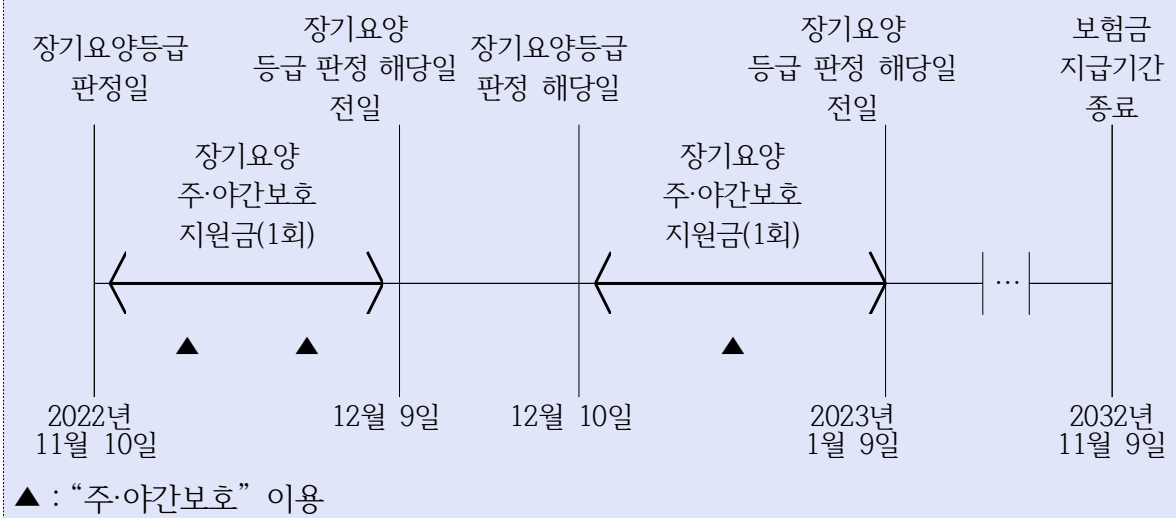 장기요양등급
판정일
장기요양
등급 판정 해당일
전일
장기요양등급
판정 해당일
장기요양
등급 판정 해당일
전일
보험금
지급기간
종료
장기요양
주·야간보호
지원금(1회)
장기요양
주·야간보호
지원금(1회)
…
2022년
11월 10일
12월 9일
12월 10일
2023년
1월 9일
2032년
11월 9일
▲ : “주·야간보호” 이용